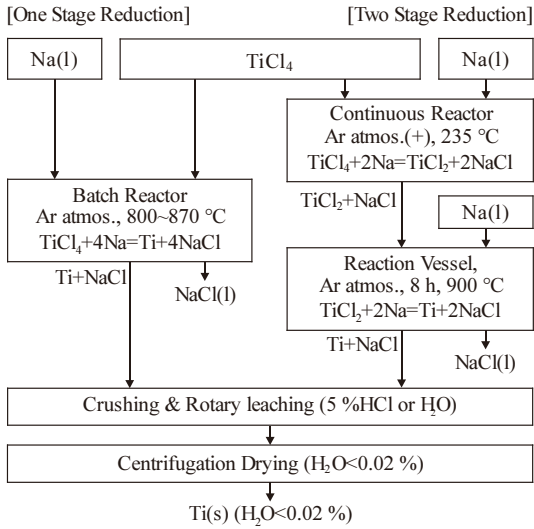 [One Stage Reduction]
[Two Stage Reduction]
Na(l)
TiCl₄
Na(l)
Continuous Reactor
Ar atmos.(+), 235 °C
TiCl₄+2Na=TiCl₂+2NaCl
Batch Reactor
Ar atmos., 800~870 °C
TiCl₄+4Na=Ti+4NaCl
TiCl₂+NaCl
Na(l)
Ti+NaCl
NaCl(l)
Reaction Vessel,
Ar atmos., 8 h, 900 °C
TiCl₂+2Na=Ti+2NaCl
Ti+NaCl
NaCl(l)
Crushing & Rotary leaching (5 %HCl or H₂O)
Centrifugation Drying (H₂O<0.02 %)
Ti(s) (H₂O<0.02 %)